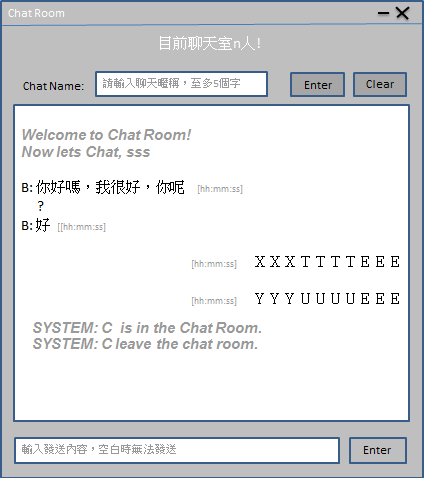 Chat Room
目前聊天室n人!
Chat Name: 請輸入聊天暱稱，至多5個字 Enter Clear
Welcome to Chat Room!
Now lets Chat, sss
B: 你好嗎，我很好，你呢 [hh:mm:ss]
?
B: 好 [[hh:mm:ss]
[hh:mm:ss] XXXTTTTEEE
[hh:mm:ss] YYYUUUUEEE
SYSTEM: C is in the Chat Room.
SYSTEM: C leave the chat room.
輸入發送內容，空白時無法發送 Enter